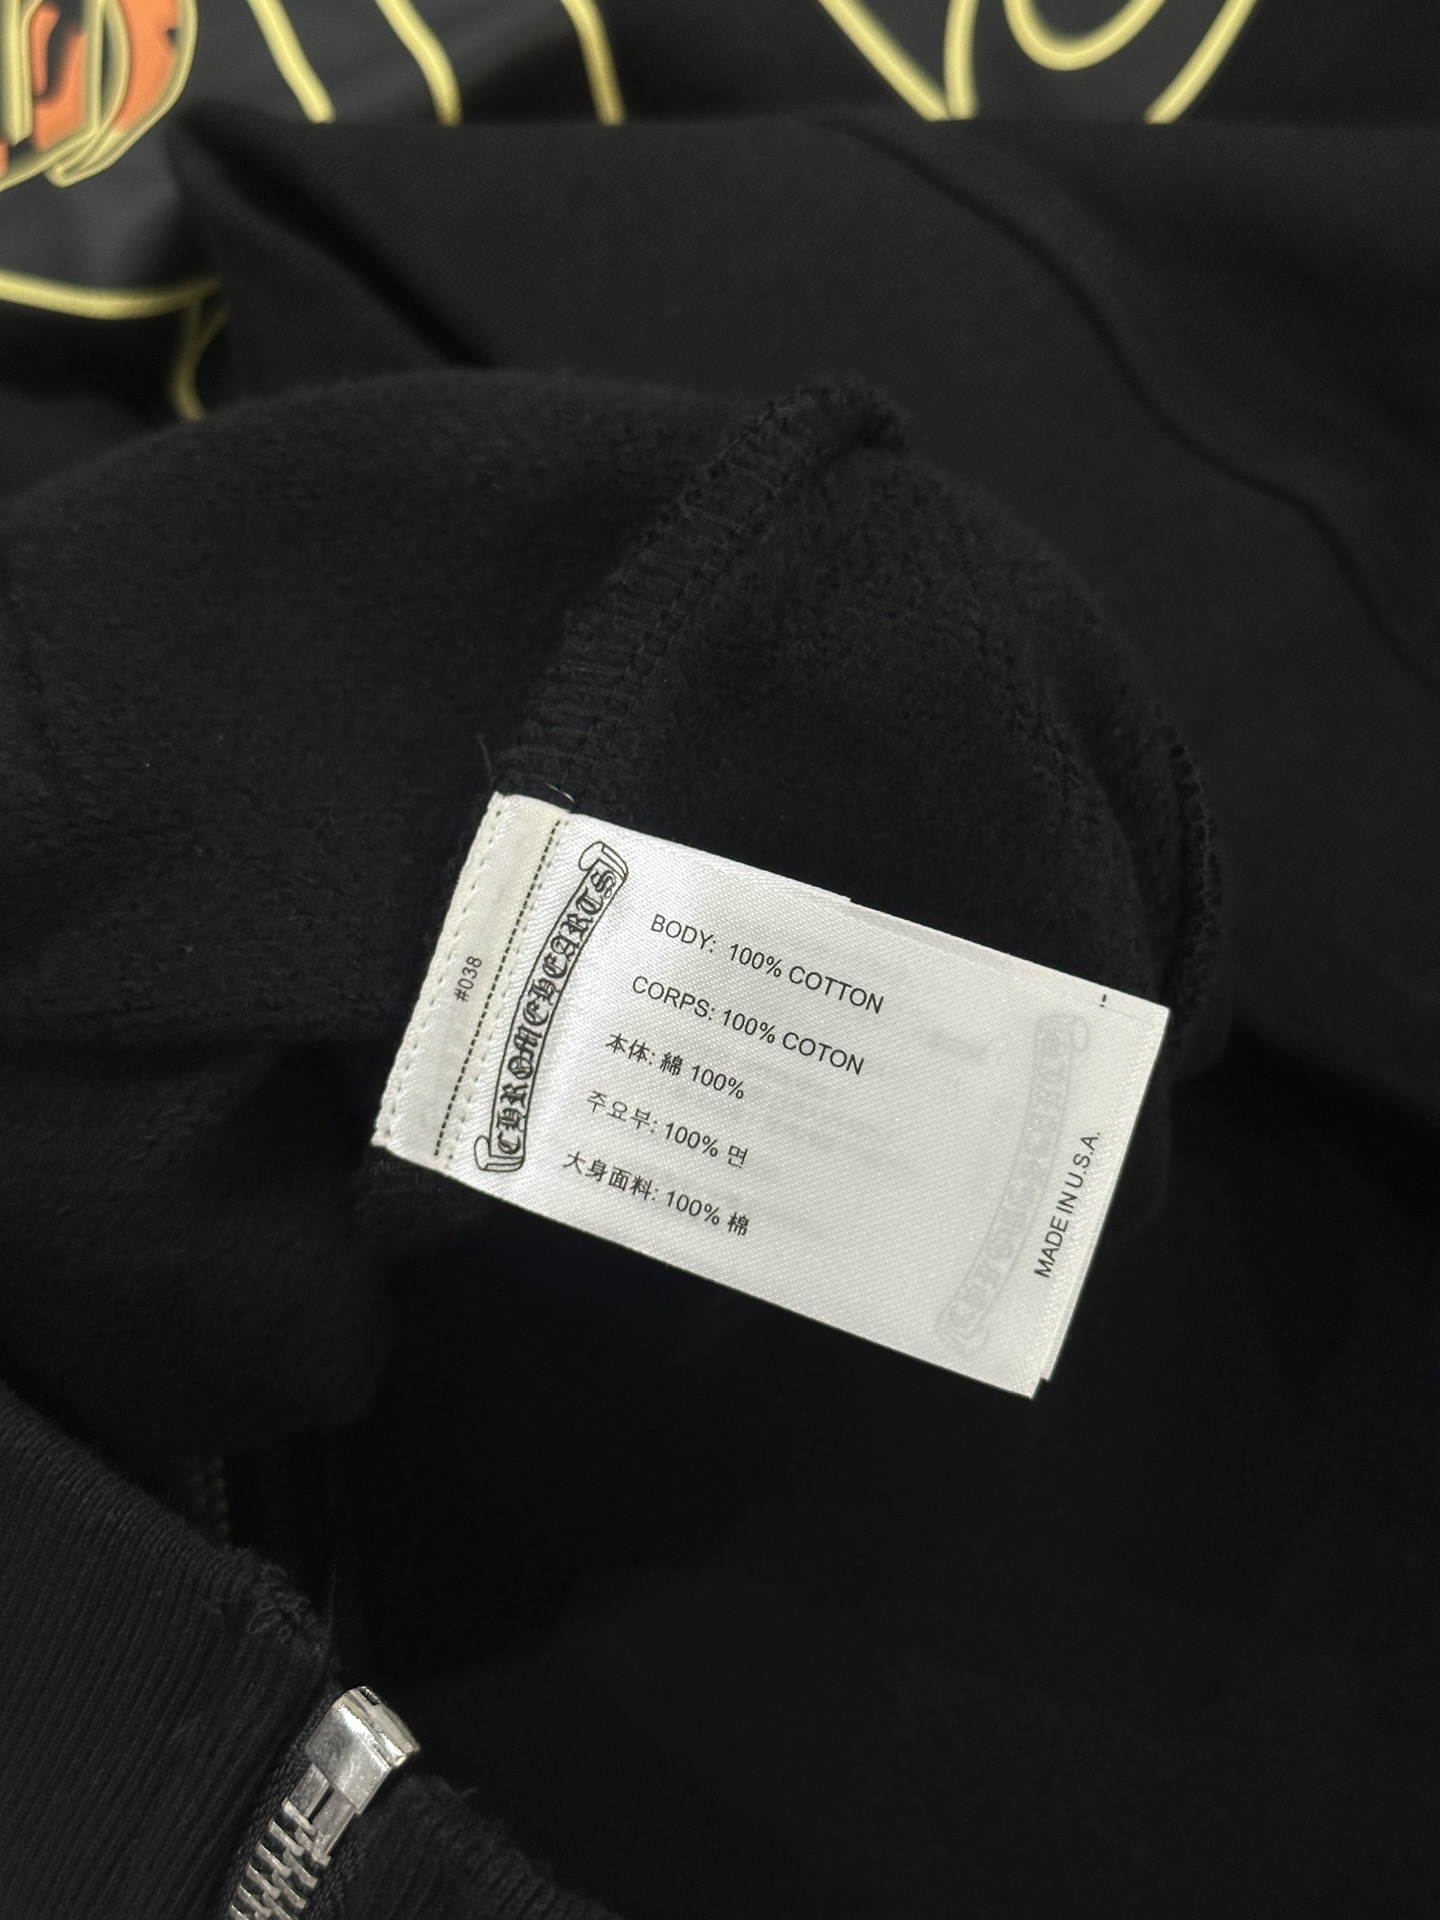 #038
CHROME HEARTS
BODY: 100% COTTON
CORPS: 100% COTON
本体: 綿 100%
주요부: 100% 면
大身面料: 100% 棉
MADE IN U.S.A.